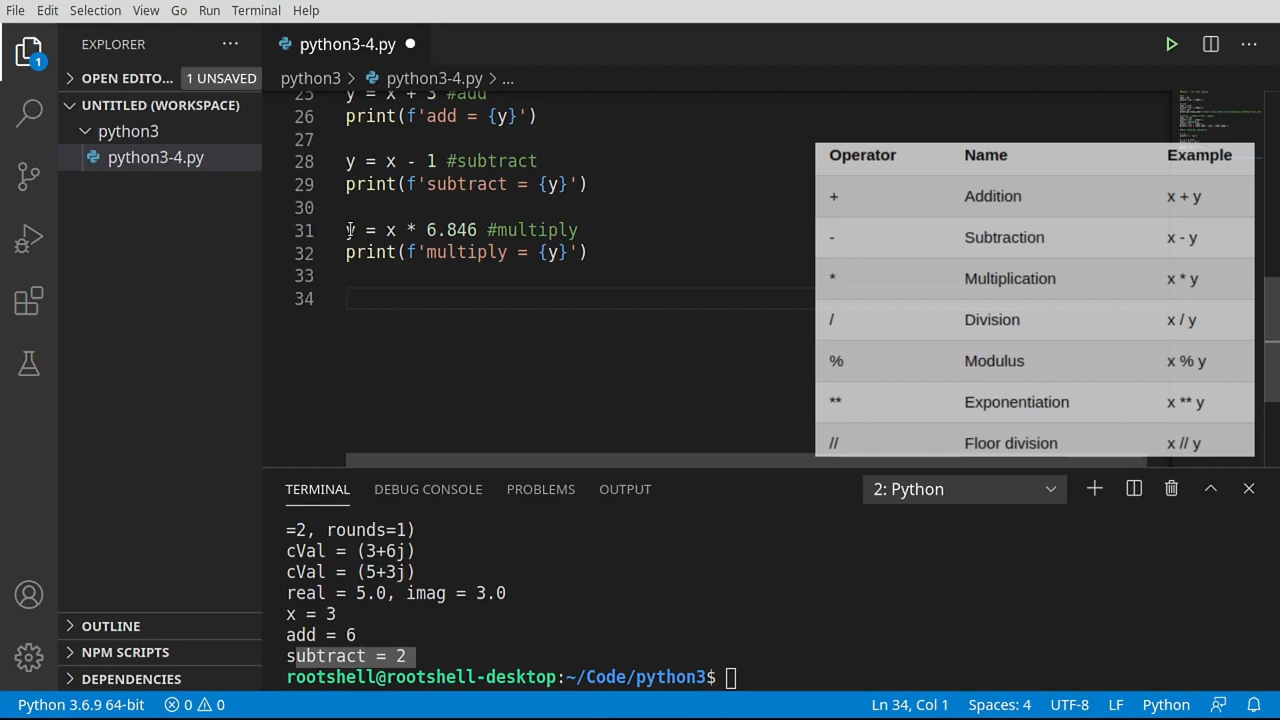 File Edit Selection View Go Run Terminal Help
EXPLORER
python3-4.py
OPEN EDITO... 1 UNSAVED
python3 > python3-4.py > ...
UNTITLED (WORKSPACE)
python3
python3-4.py
25 y = x + 3 #add
26 print(f'add = {y}')
27
28 y = x - 1 #subtract
29 print(f'subtract = {y}')
30
31 y = x * 6.846 #multiply
32 print(f'multiply = {y}')
33
34
Operator Name Example
+ Addition x + y
- Subtraction x - y
* Multiplication x * y
/ Division x / y
% Modulus x % y
** Exponentiation x ** y
// Floor division x // y
1
TERMINAL DEBUG CONSOLE PROBLEMS OUTPUT 2: Python
=2, rounds=1)
cVal = (3+6j)
cVal = (5+3j)
real = 5.0, imag = 3.0
x = 3
add = 6
subtract = 2
rootshell@rootshell-desktop:~/Code/python3$
OUTLINE
NPM SCRIPTS
DEPENDENCIES
Python 3.6.9 64-bit 0 0 Ln 34, Col 1 Spaces: 4 UTF-8 LF Python